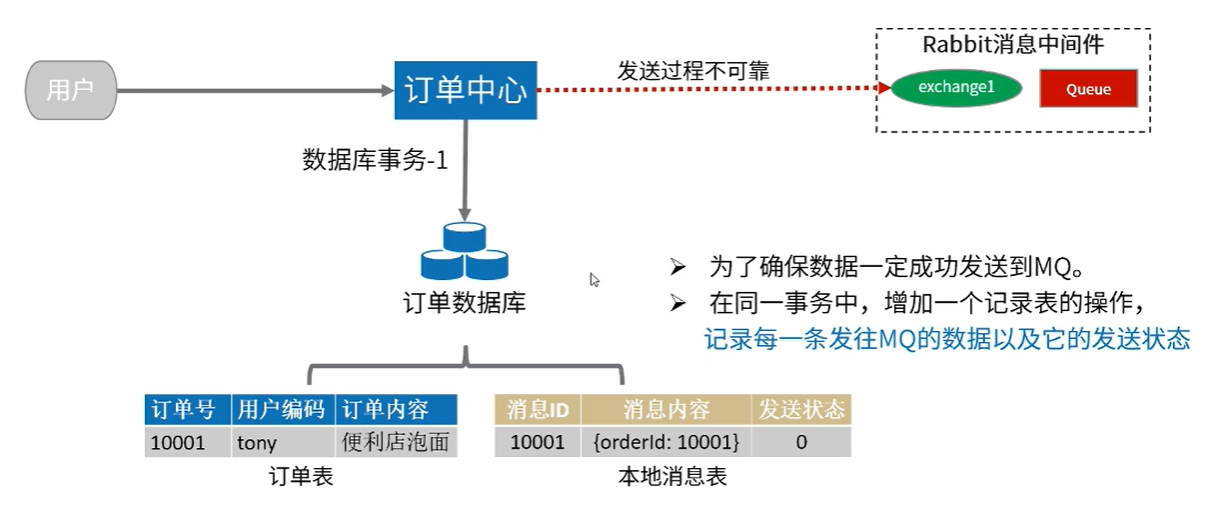 Rabbit消息中间件
用户
订单中心
发送过程不可靠
exchange1
Queue
数据库事务-1
订单数据库
➢ 为了确保数据一定成功发送到MQ。
➢ 在同一事务中，增加一个记录表的操作，
记录每一条发往MQ的数据以及它的发送状态
订单号 用户编码 订单内容
10001 tony 便利店泡面
订单表
消息ID 消息内容 发送状态
10001 {orderId: 10001} 0
本地消息表